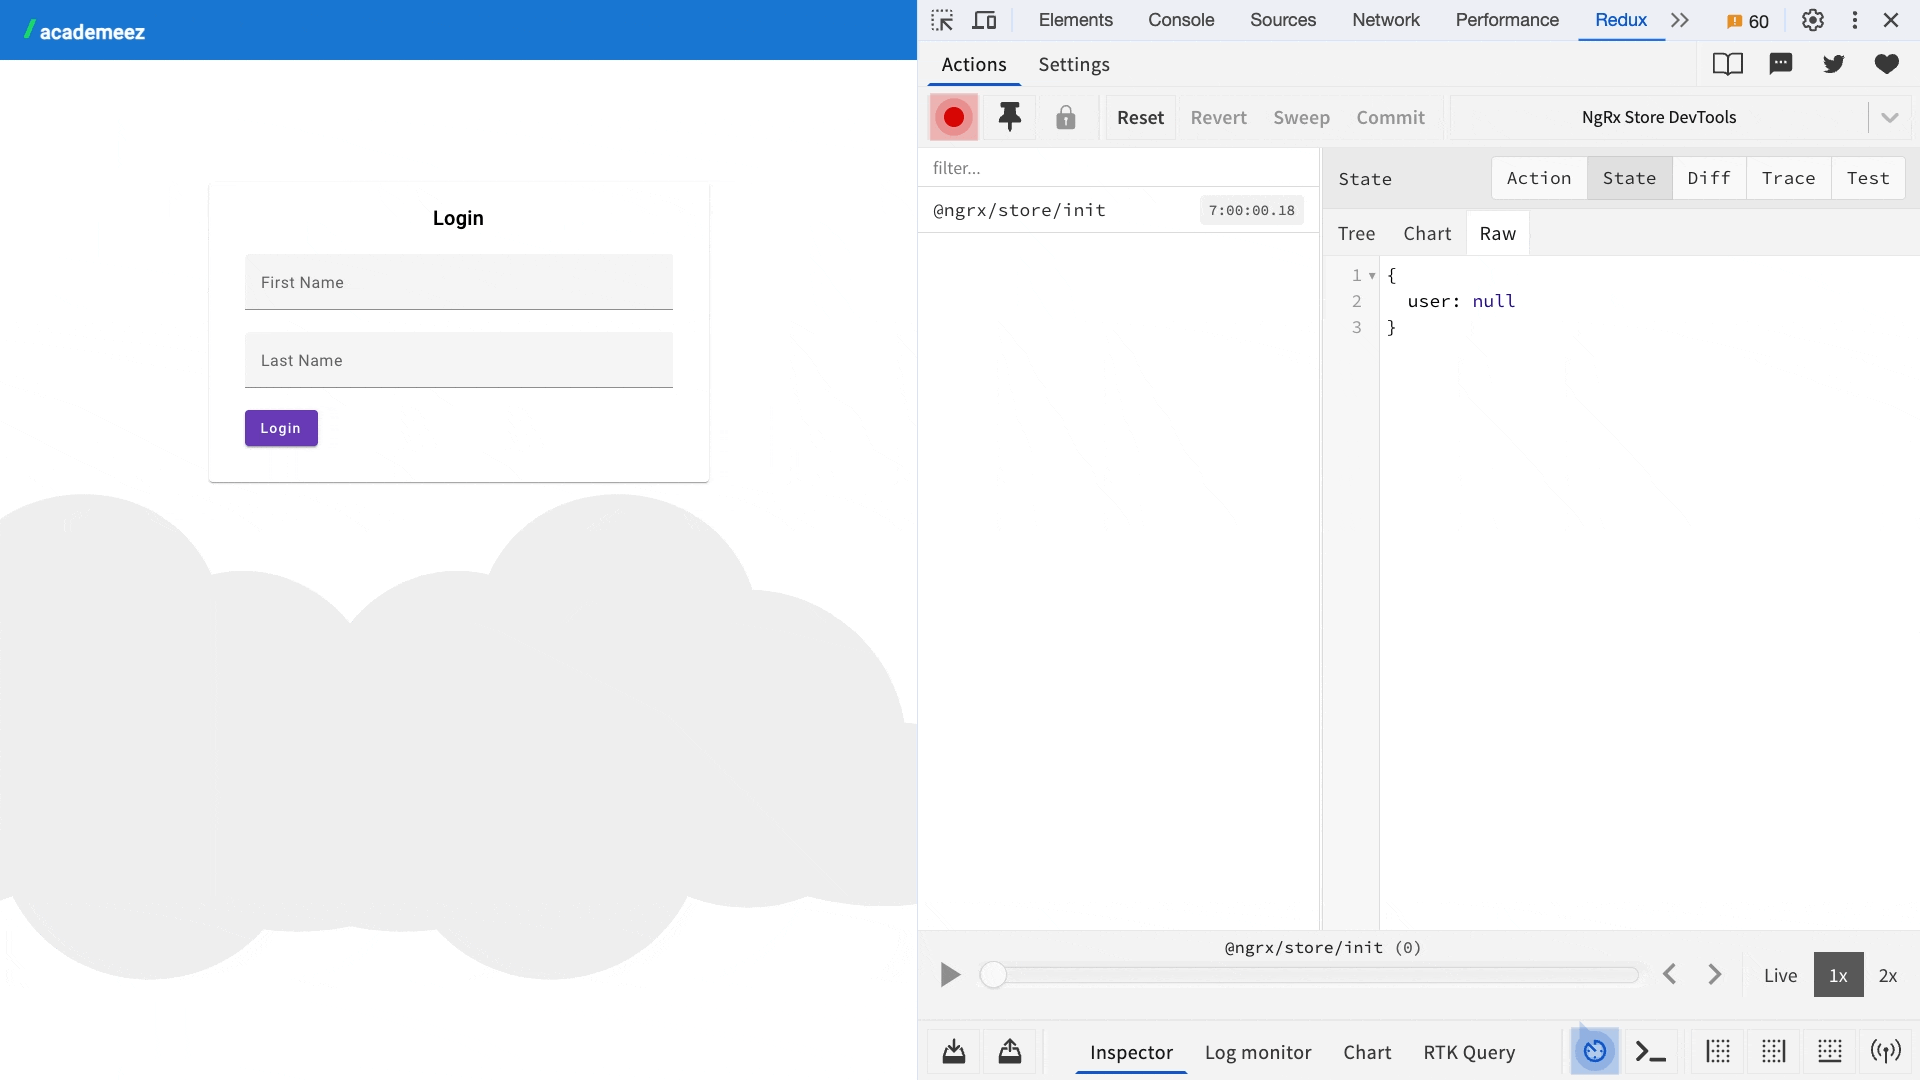 academeez
Login
First Name
Last Name
Login
Elements Console Sources Network Performance Redux 60
Actions Settings
Reset Revert Sweep Commit NgRx Store DevTools
filter...
@ngrx/store/init 7:00:00.18
State Action State Diff Trace Test
Tree Chart Raw
1 {
2 user: null
3 }
@ngrx/store/init (0)
Live 1x 2x
Inspector Log monitor Chart RTK Query